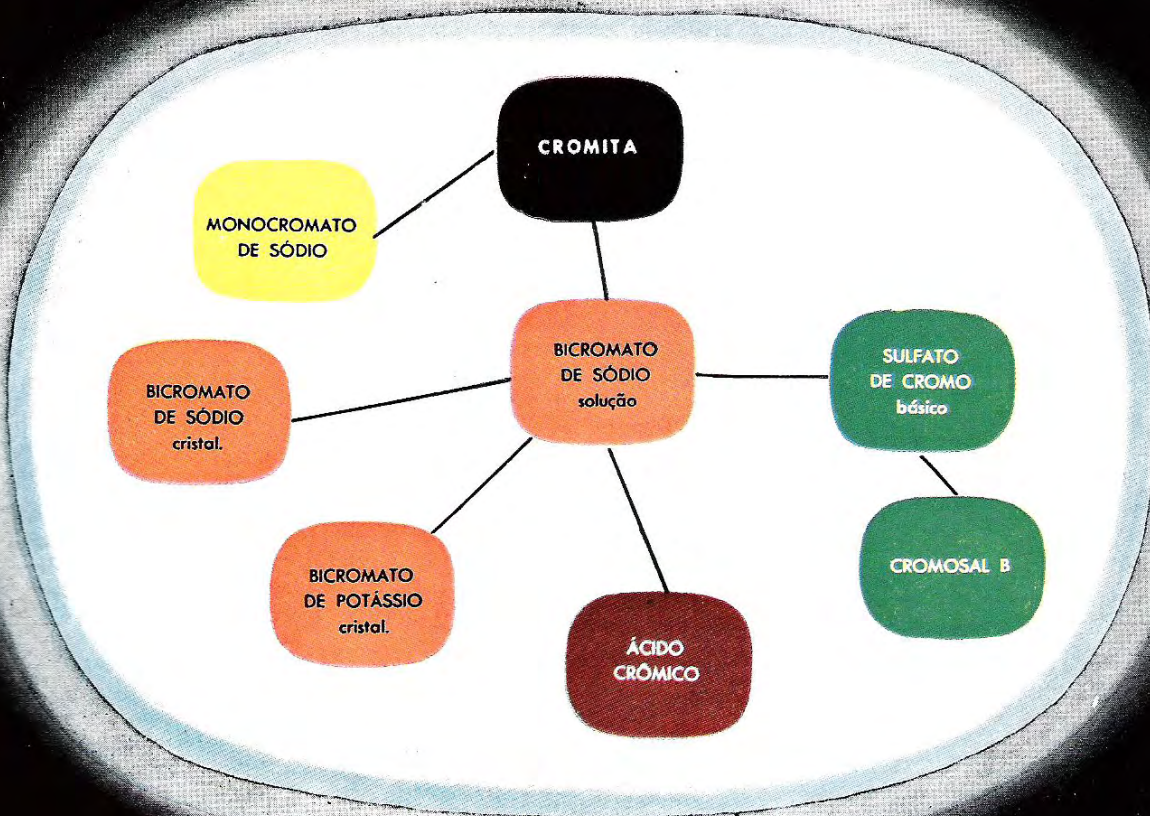 CROMITA
MONOCROMATO
DE SÓDIO
BICROMATO
DE SÓDIO
solução
SULFATO
DE CROMO
básico
BICROMATO
DE SÓDIO
cristal.
CROMOSAL B
BICROMATO
DE POTÁSSIO
cristal.
ÁCIDO
CRÔMICO